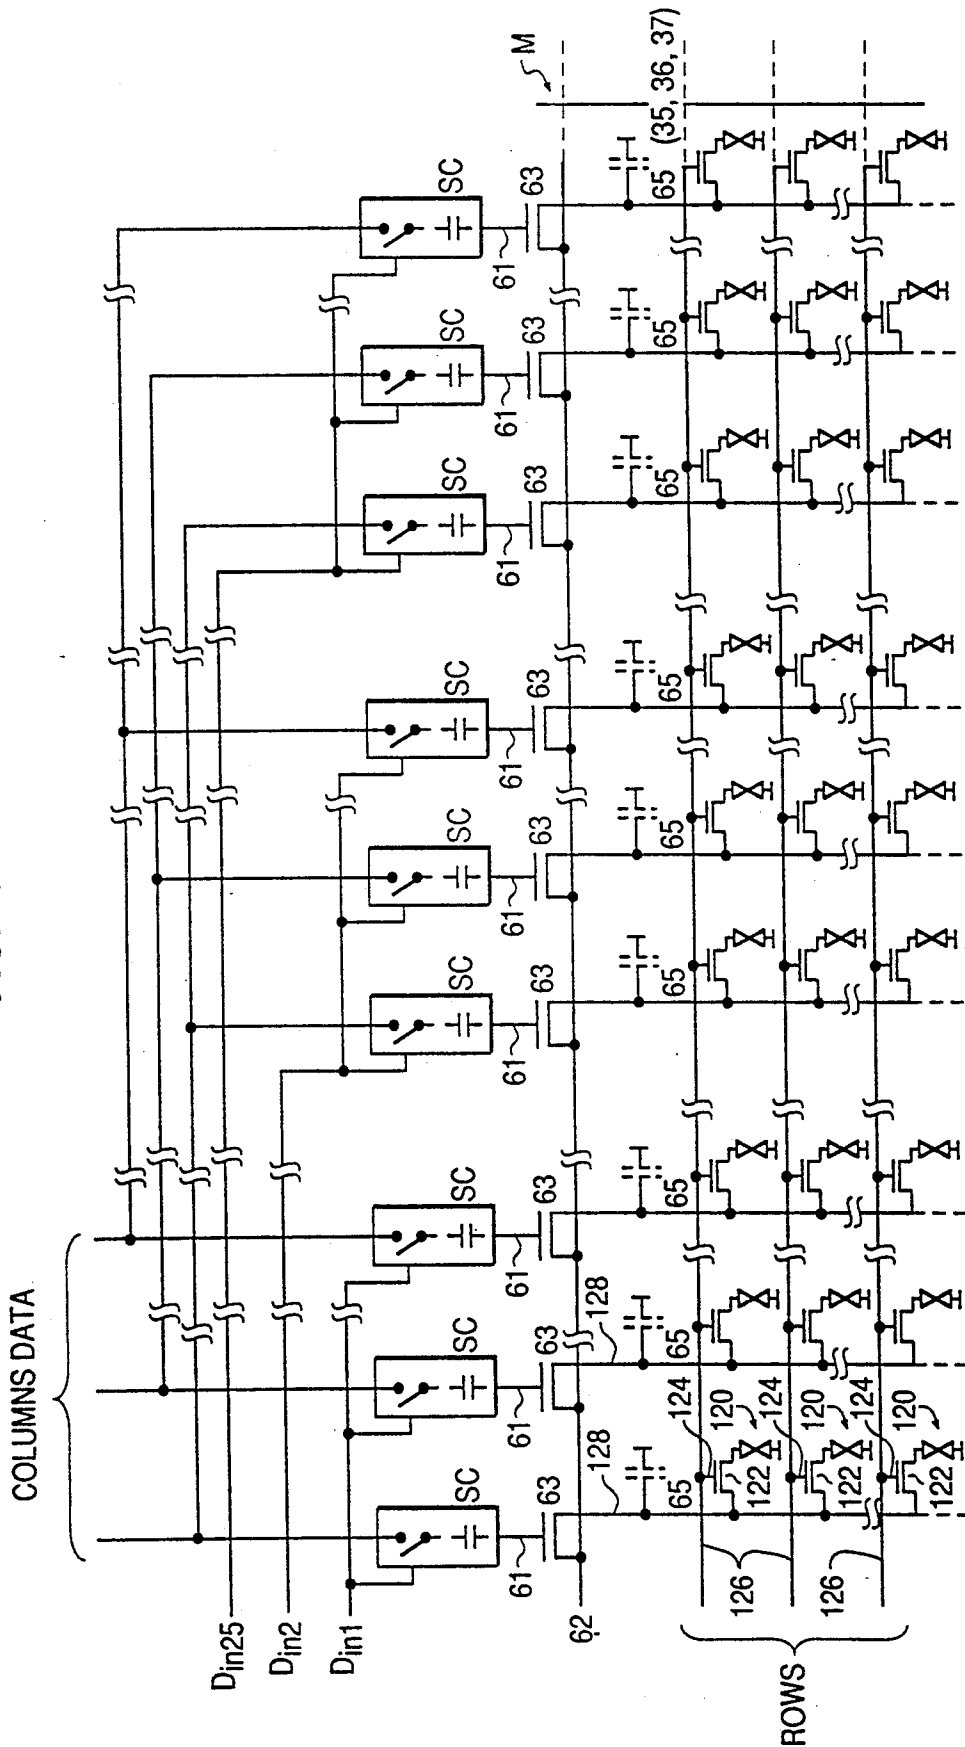 COLUMNS DATA
Din25
Din2
Din1
SC SC SC SC SC SC SC SC SC
61 61 61 61 61 61 61 61 61
M
63 63 63 63 63 63 63 63 63
62
128 128
65 65 65 65 65 65 65 65 65 (35, 36, 37)
124
120
126
122
124
ROWS
120
126
122
124
120
122